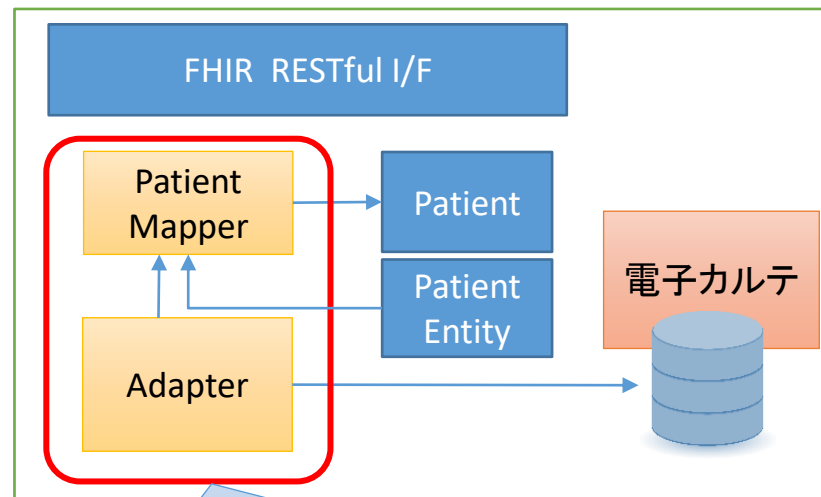 FHIR RESTful I/F
Patient
Mapper
Patient
Patient
Entity
電子カルテ
Adapter